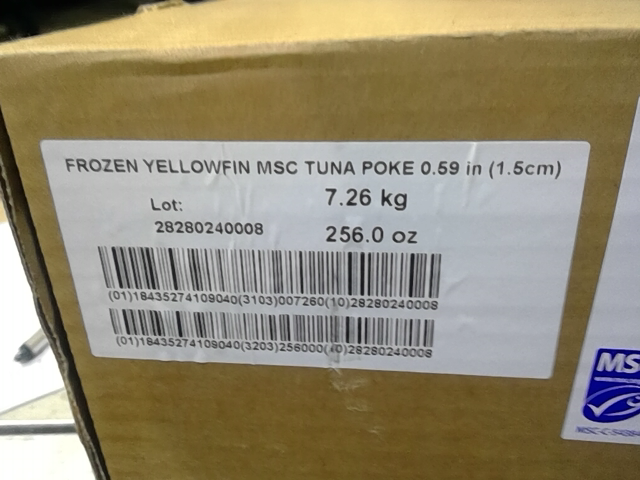 FROZEN YELLOWFIN MSC TUNA POKE 0.59 in (1.5cm)
Lot:
28280240008
7.26 kg
256.0 oz
(01)18435274109040(3103)007260(10)28280240008
(01)18435274109040(3203)256000(10)28280240008
MS